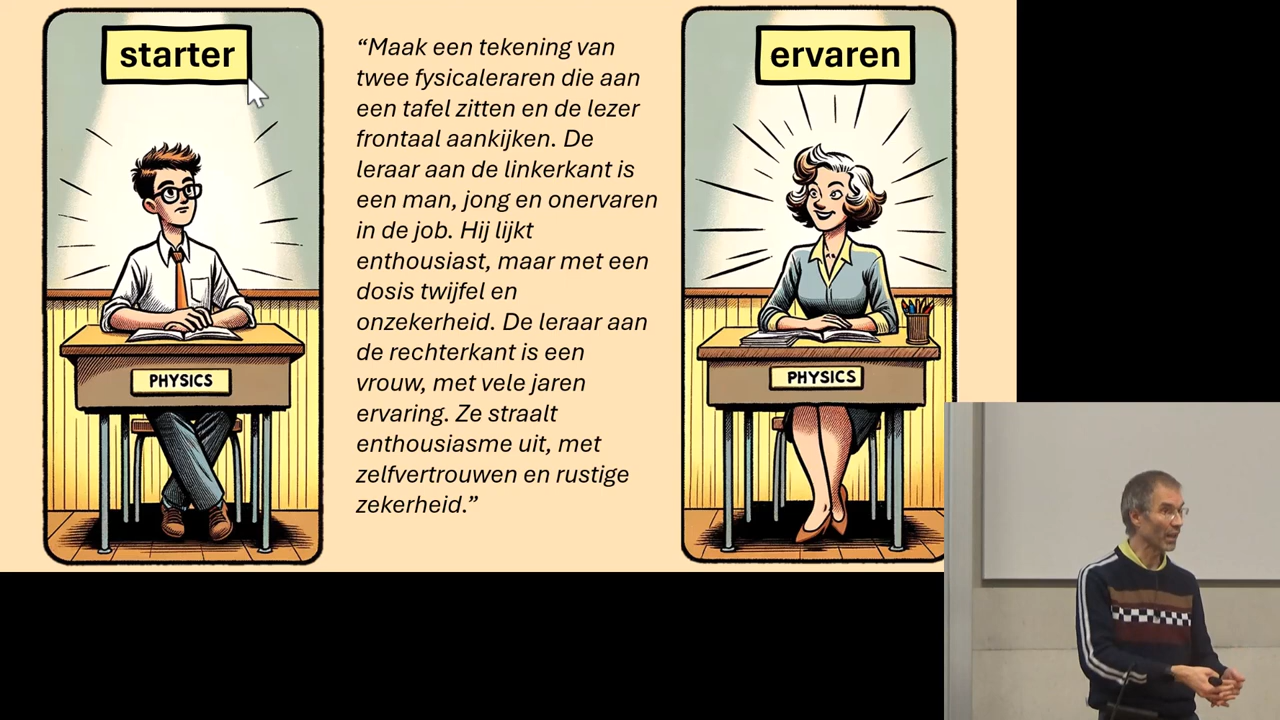 starter
“Maak een tekening van
twee fysicaleraren die aan
een tafel zitten en de lezer
frontaal aankijken. De
leraar aan de linkerkant is
een man, jong en onervaren
in de job. Hij lijkt
enthousiast, maar met een
dosis twijfel en
onzekerheid. De leraar aan
de rechterkant is een
vrouw, met vele jaren
ervaring. Ze straalt
enthousiasme uit, met
zelfvertrouwen en rustige
zekerheid.”
ervaren
PHYSICS
PHYSICS